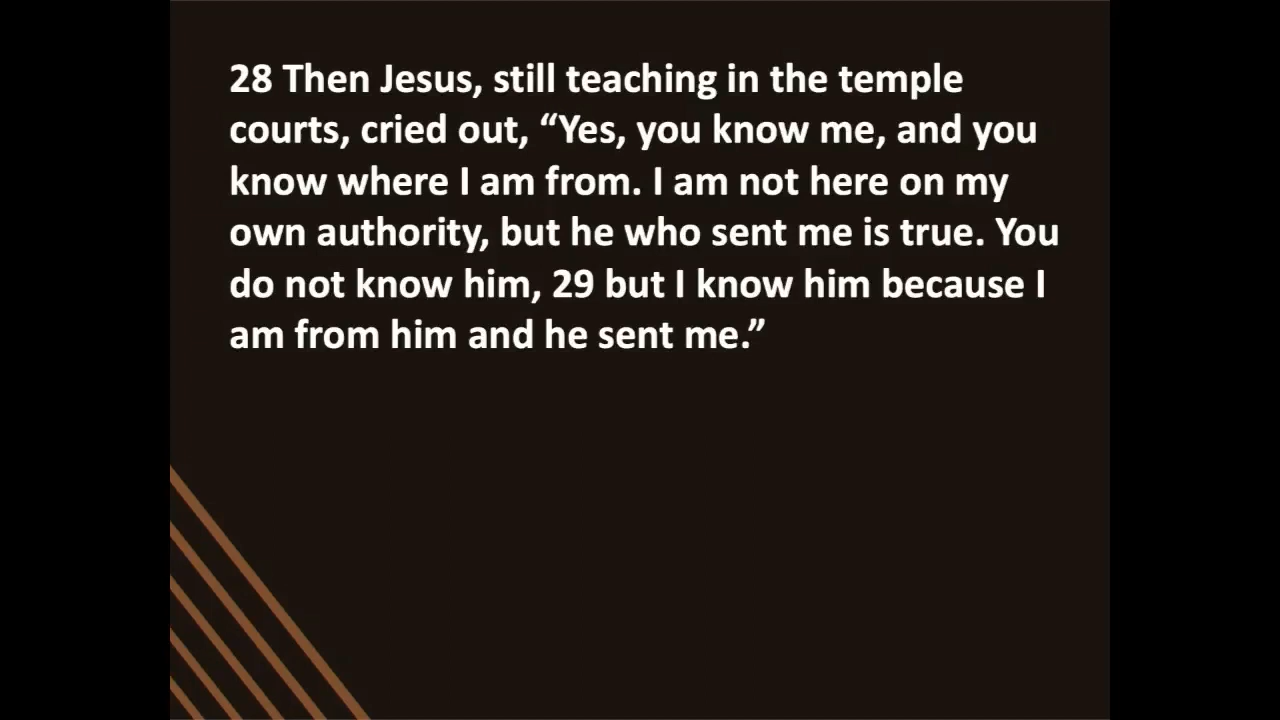 28 Then Jesus, still teaching in the temple
courts, cried out, “Yes, you know me, and you
know where I am from. I am not here on my
own authority, but he who sent me is true. You
do not know him, 29 but I know him because I
am from him and he sent me.”